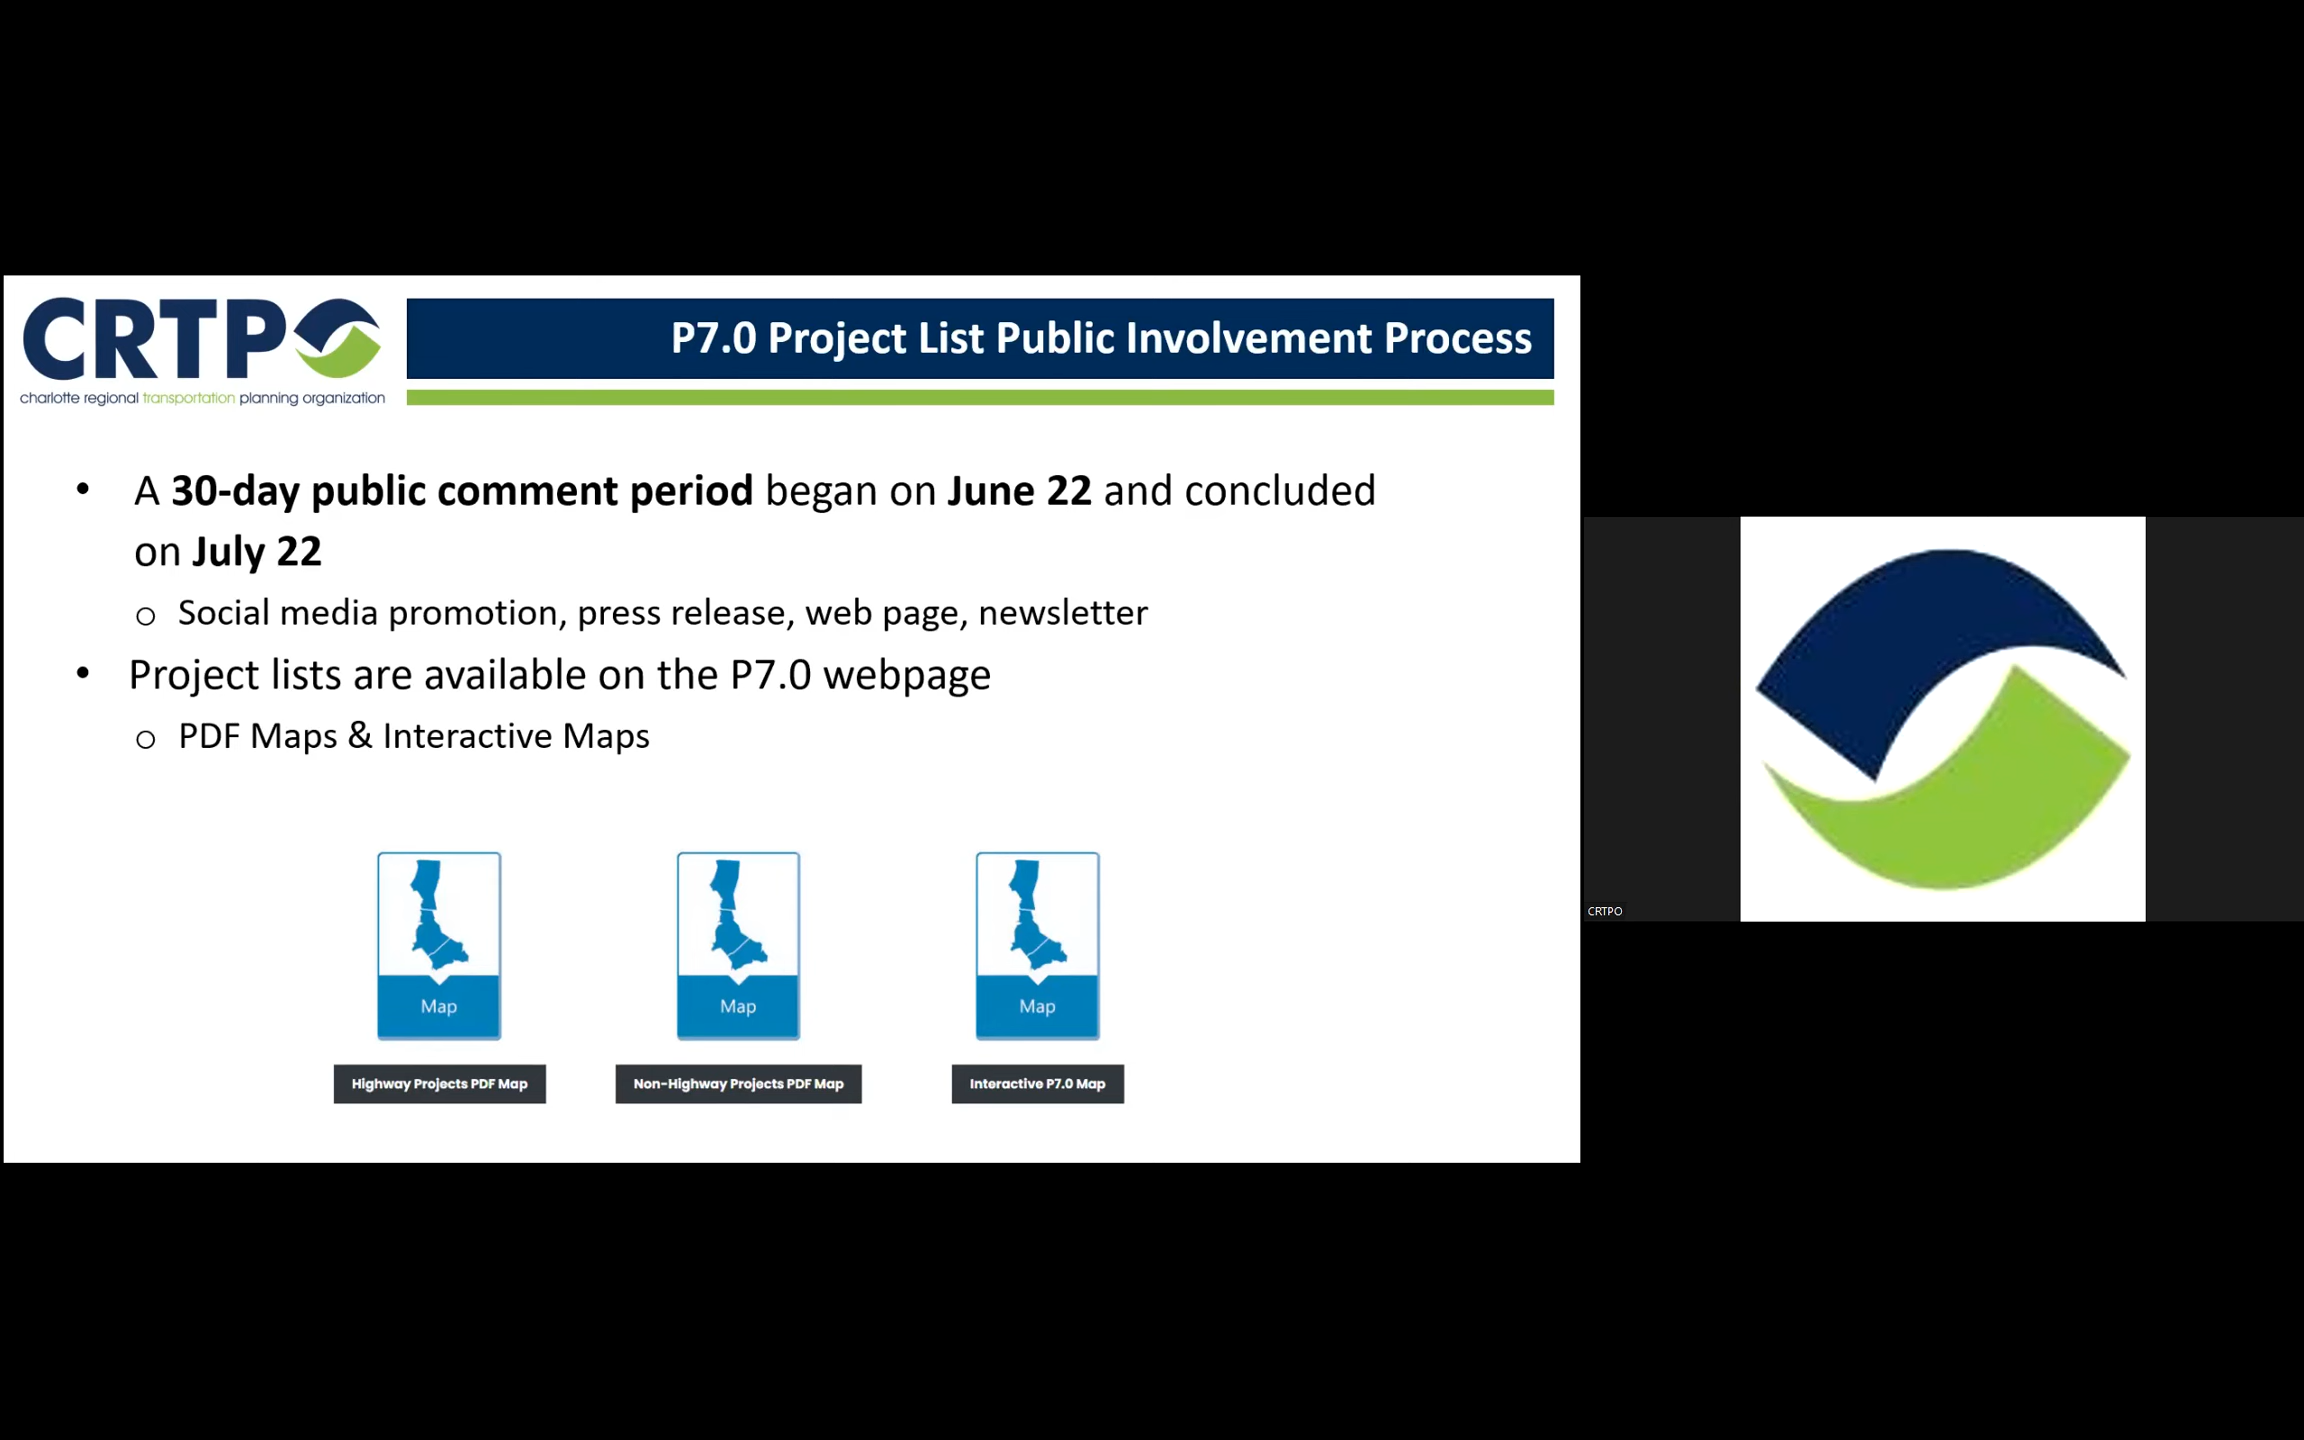 CRTPO
charlotte regional transportation planning organization
P7.0 Project List Public Involvement Process
• A 30-day public comment period began on June 22 and concluded
on July 22
o Social media promotion, press release, web page, newsletter
• Project lists are available on the P7.0 webpage
o PDF Maps & Interactive Maps
Map
Map
Map
Highway Projects PDF Map
Non-Highway Projects PDF Map
Interactive P7.0 Map
CRTPO